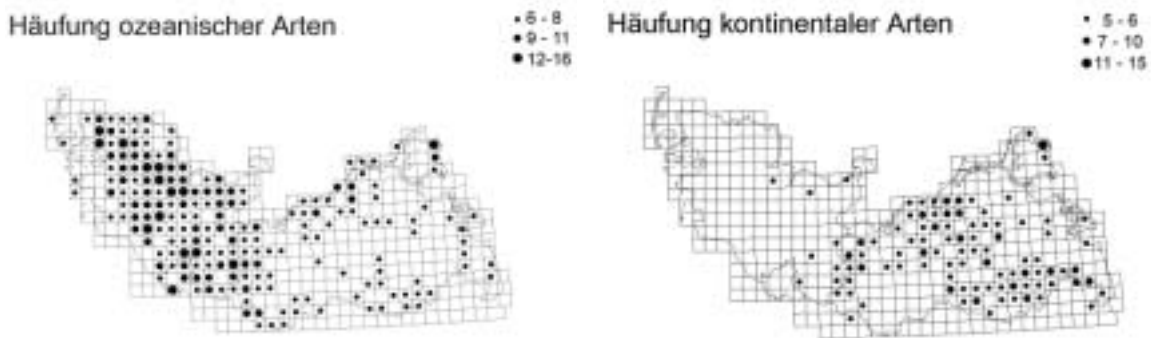 Häufung ozeanischer Arten
6 - 8
9 - 11
12-16
Häufung kontinentaler Arten
5 - 6
7 - 10
11 - 15